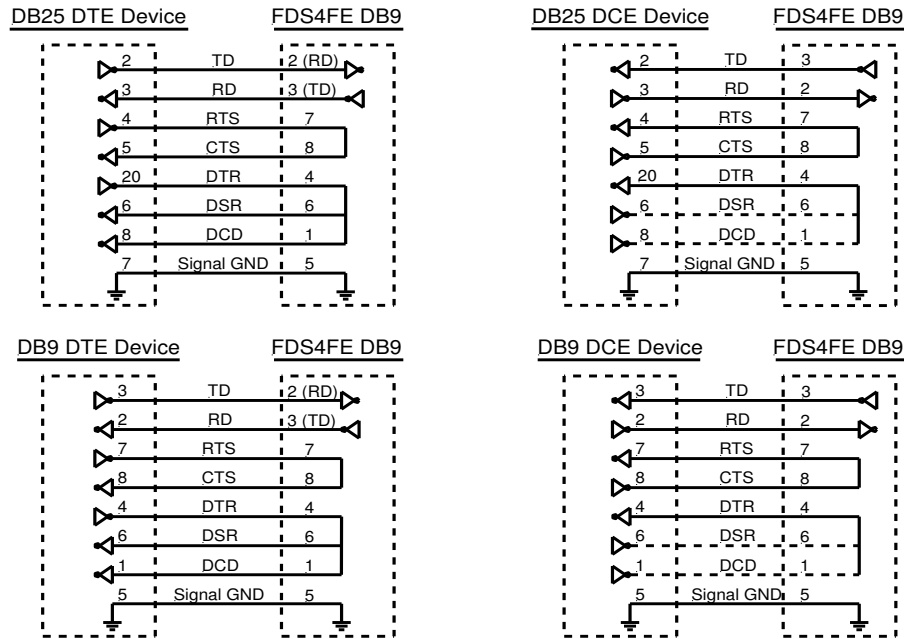 DB25 DTE Device FDS4FE DB9
2 TD 2 (RD)
3 RD 3 (TD)
4 RTS 7
5 CTS 8
20 DTR 4
6 DSR 6
8 DCD 1
7 Signal GND 5
DB25 DCE Device FDS4FE DB9
2 TD 3
3 RD 2
4 RTS 7
5 CTS 8
20 DTR 4
6 DSR 6
8 DCD 1
7 Signal GND 5
DB9 DTE Device FDS4FE DB9
3 TD 2 (RD)
2 RD 3 (TD)
7 RTS 7
8 CTS 8
4 DTR 4
6 DSR 6
1 DCD 1
5 Signal GND 5
DB9 DCE Device FDS4FE DB9
3 TD 3
2 RD 2
7 RTS 7
8 CTS 8
4 DTR 4
6 DSR 6
1 DCD 1
5 Signal GND 5